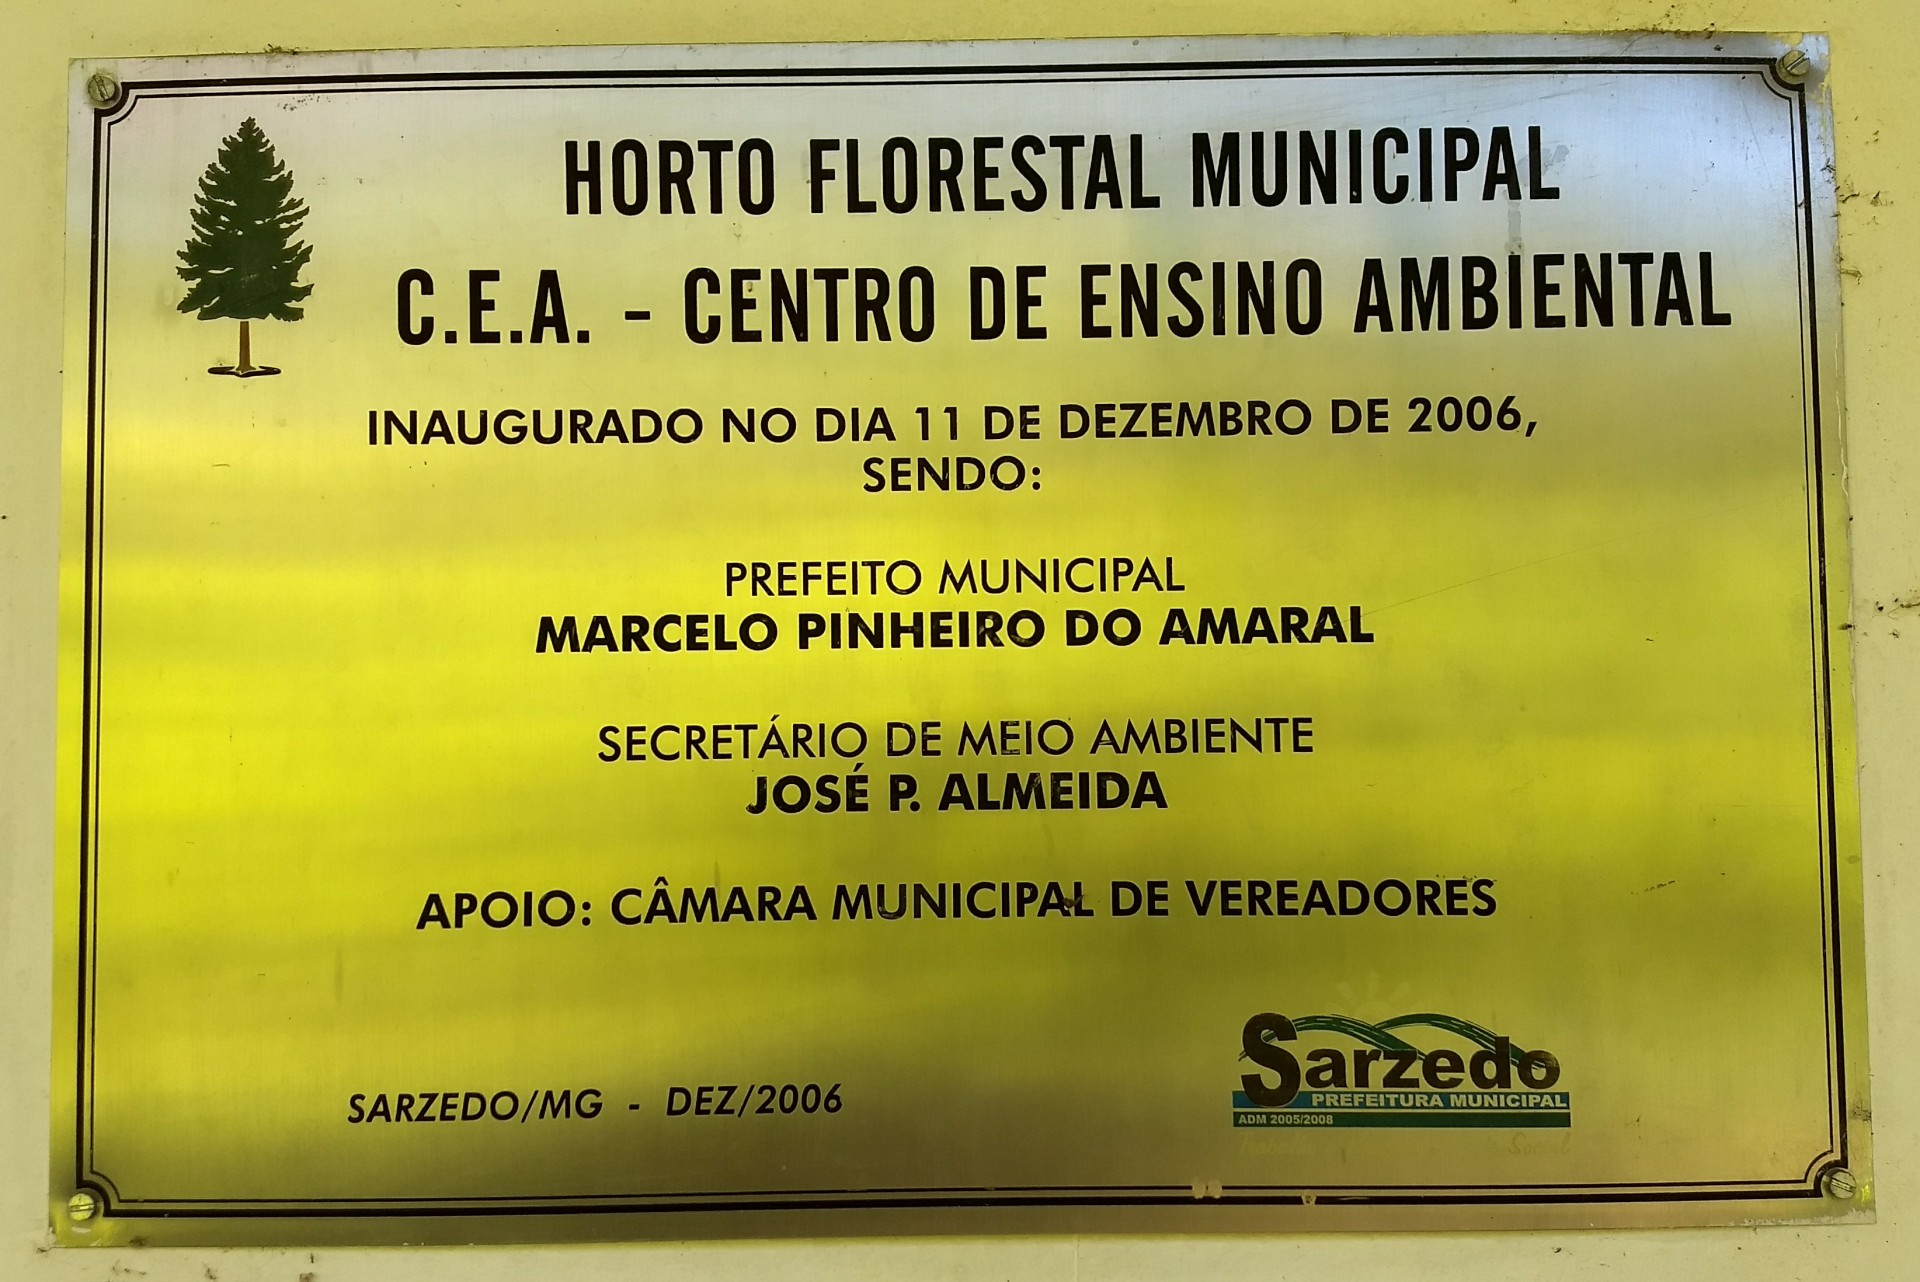 HORTO FLORESTAL MUNICIPAL
C.E.A. - CENTRO DE ENSINO AMBIENTAL
INAUGURADO NO DIA 11 DE DEZEMBRO DE 2006,
SENDO:
PREFEITO MUNICIPAL
MARCELO PINHEIRO DO AMARAL
SECRETÁRIO DE MEIO AMBIENTE
JOSÉ P. ALMEIDA
APOIO: CÂMARA MUNICIPAL DE VEREADORES
SARZEDO/MG - DEZ/2006
Sarzedo
PREFEITURA MUNICIPAL
ADM 2005/2008
Social